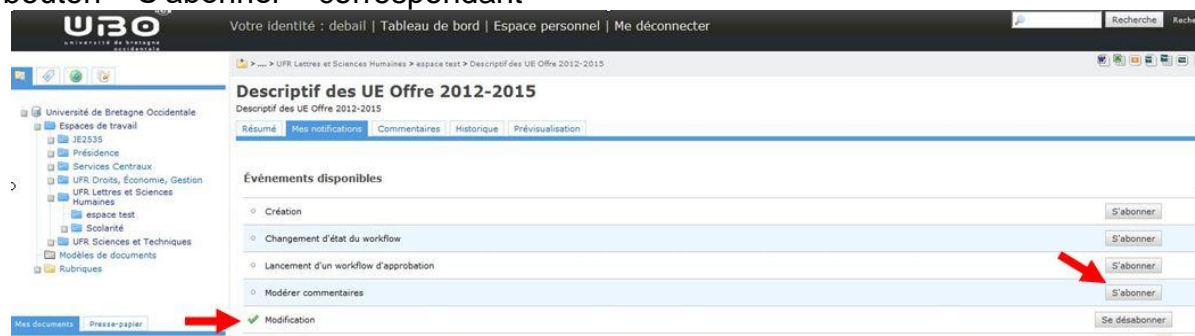 bouton « S'abonner » correspondant
UBO
université de bretagne
occidentale
Votre identité : debail | Tableau de bord | Espace personnel | Me déconnecter
Recherche
> .... > UFR Lettres et Sciences Humaines > espace test > Descriptif des UE Offre 2012-2015
Descriptif des UE Offre 2012-2015
Descriptif des UE Offre 2012-2015
Résumé Mes notifications Commentaires Historique Prévisualisation
Université de Bretagne Occidentale
Espaces de travail
JE2535
Présidence
Services Centraux
UFR Droits, Économie, Gestion
UFR Lettres et Sciences
Humaines
espace test
Scolarité
UFR Sciences et Techniques
Modèles de documents
Rubriques
Mes documents Presse-papier
Événements disponibles
Création S'abonner
Changement d'état du workflow S'abonner
Lancement d'un workflow d'approbation S'abonner
Modérer commentaires S'abonner
Modification Se désabonner